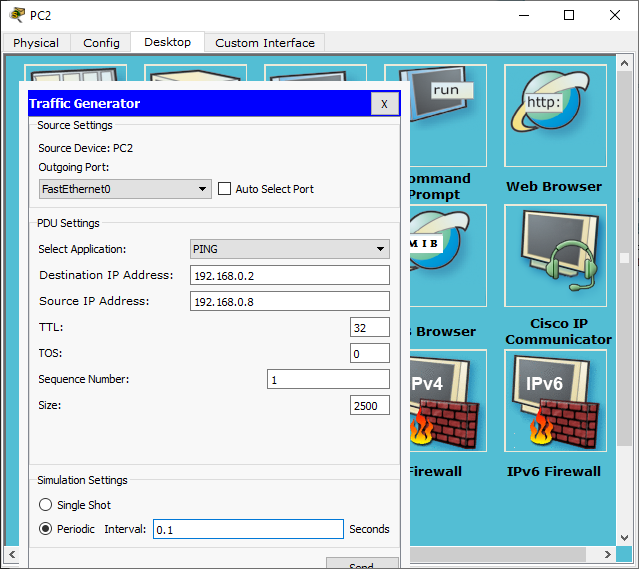 PC2
Physical Config Desktop Custom Interface
run
http:
ommand
Prompt
Web Browser
Traffic Generator X
Source Settings
Source Device: PC2
Outgoing Port:
FastEthernet0 Auto Select Port
PDU Settings
Select Application: PING
Destination IP Address: 192.168.0.2
Source IP Address: 192.168.0.8
TTL: 32
TOS: 0
Sequence Number: 1
Size: 2500
Simulation Settings
Single Shot
Periodic Interval: 0.1 Seconds
Send
MIB
Browser
Cisco IP
Communicator
Pv4
irewall
IPv6
IPv6 Firewall